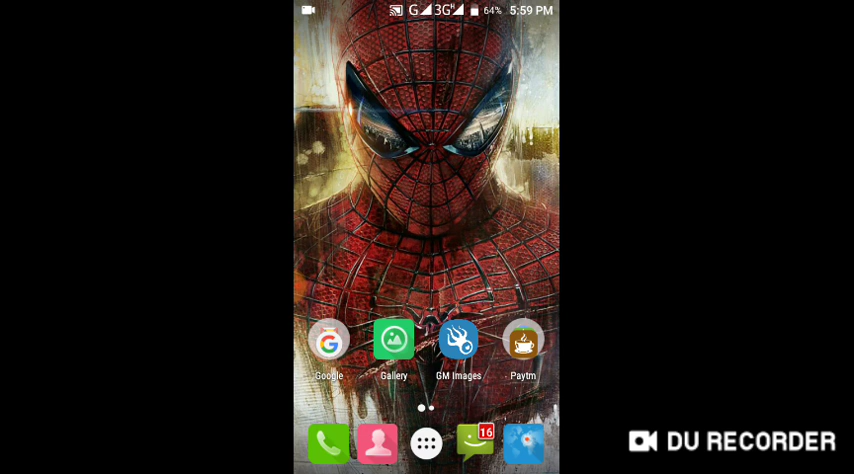 G 3G H 64% 5:59 PM
Google Gallery GM Images Paytm
16
DU RECORDER